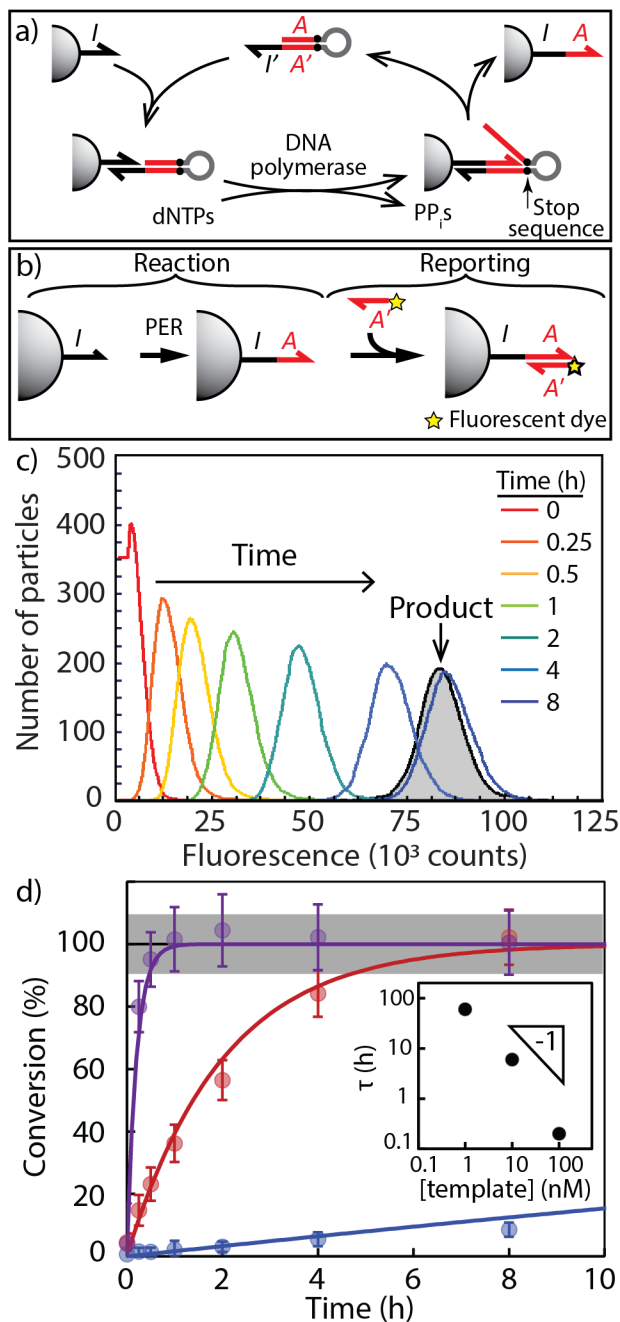 a)
I
A
I'
A'
I
A
DNA
polymerase
dNTPs
PPis
Stop
sequence
b)
Reaction
Reporting
I
PER
I
A
A'
I
A
A'
Fluorescent dye
c)
Number of particles
500
400
300
200
100
0
Time
Product
Time (h)
0
0.25
0.5
1
2
4
8
0
25
50
75
100
125
Fluorescence (10³ counts)
d)
Conversion (%)
100
80
60
40
20
0
τ (h)
100
10
1
0.1
-1
0.1
1
10
100
[template] (nM)
0
2
4
6
8
10
Time (h)